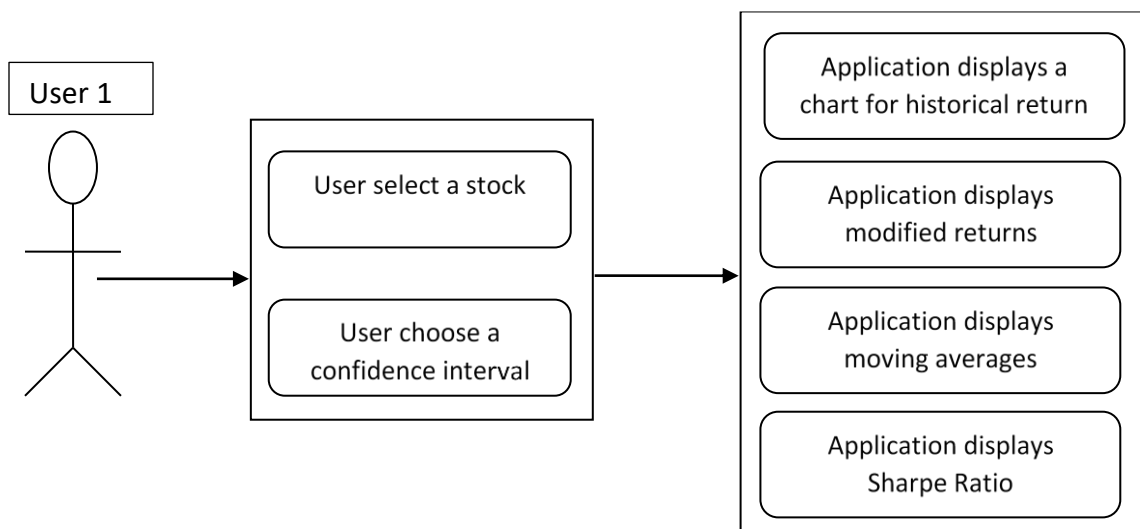 User 1
User select a stock
User choose a
confidence interval
Application displays a
chart for historical return
Application displays
modified returns
Application displays
moving averages
Application displays
Sharpe Ratio